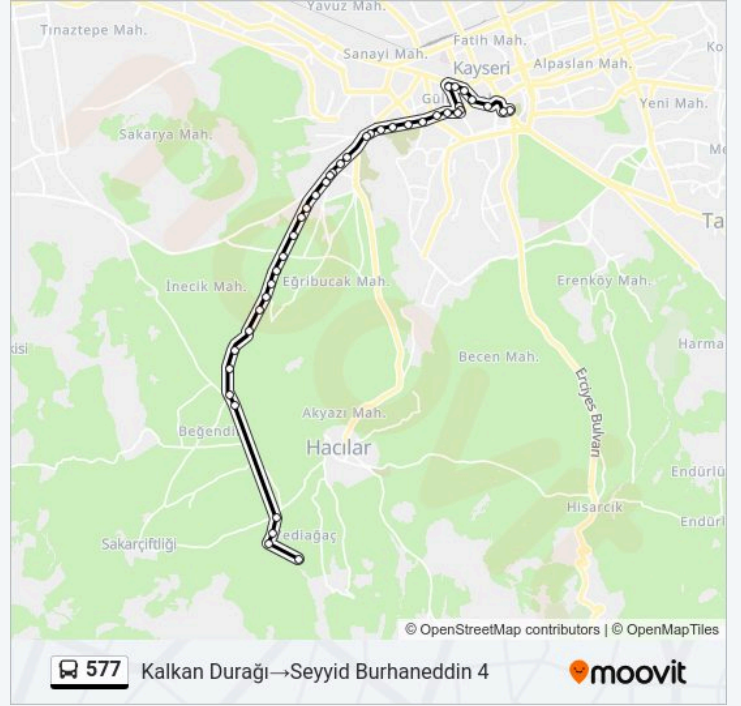 Yavuz Mah.
Tınaztepe Mah.
Fatih Mah.
Ko
Sanayi Mah.
Kayseri
Alpaslan Mah.
Gül
Yeni Mah.
Sakarya Mah.
Me
Ta
İnecik Mah.
Eğribucak Mah.
Erenköy Mah.
kisi
Becen Mah.
Harma
Erciyes Bulvarı
Akyazı Mah.
Beğendi
Hacılar
Endürlü
Hisarcık
Endürl
Yediağaç
Sakarçiftliği
moovit
© OpenStreetMap contributors | © OpenMapTiles
577 Kalkan Durağı→Seyyid Burhaneddin 4
moovit